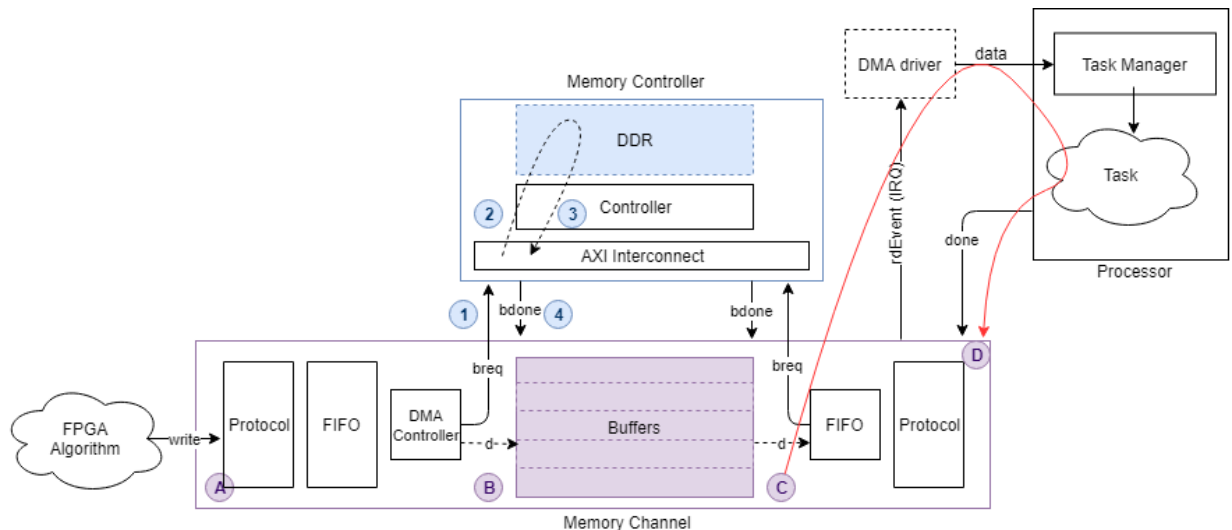 Memory Controller
DDR
2
3
Controller
AXI Interconnect
1
bdone
4
bdone
breq
breq
DMA driver
data
Task Manager
Task
rdEvent (IRQ)
done
Processor
D
FPGA
Algorithm
write
Protocol
FIFO
DMA
Controller
d
Buffers
d
FIFO
Protocol
A
B
C
Memory Channel